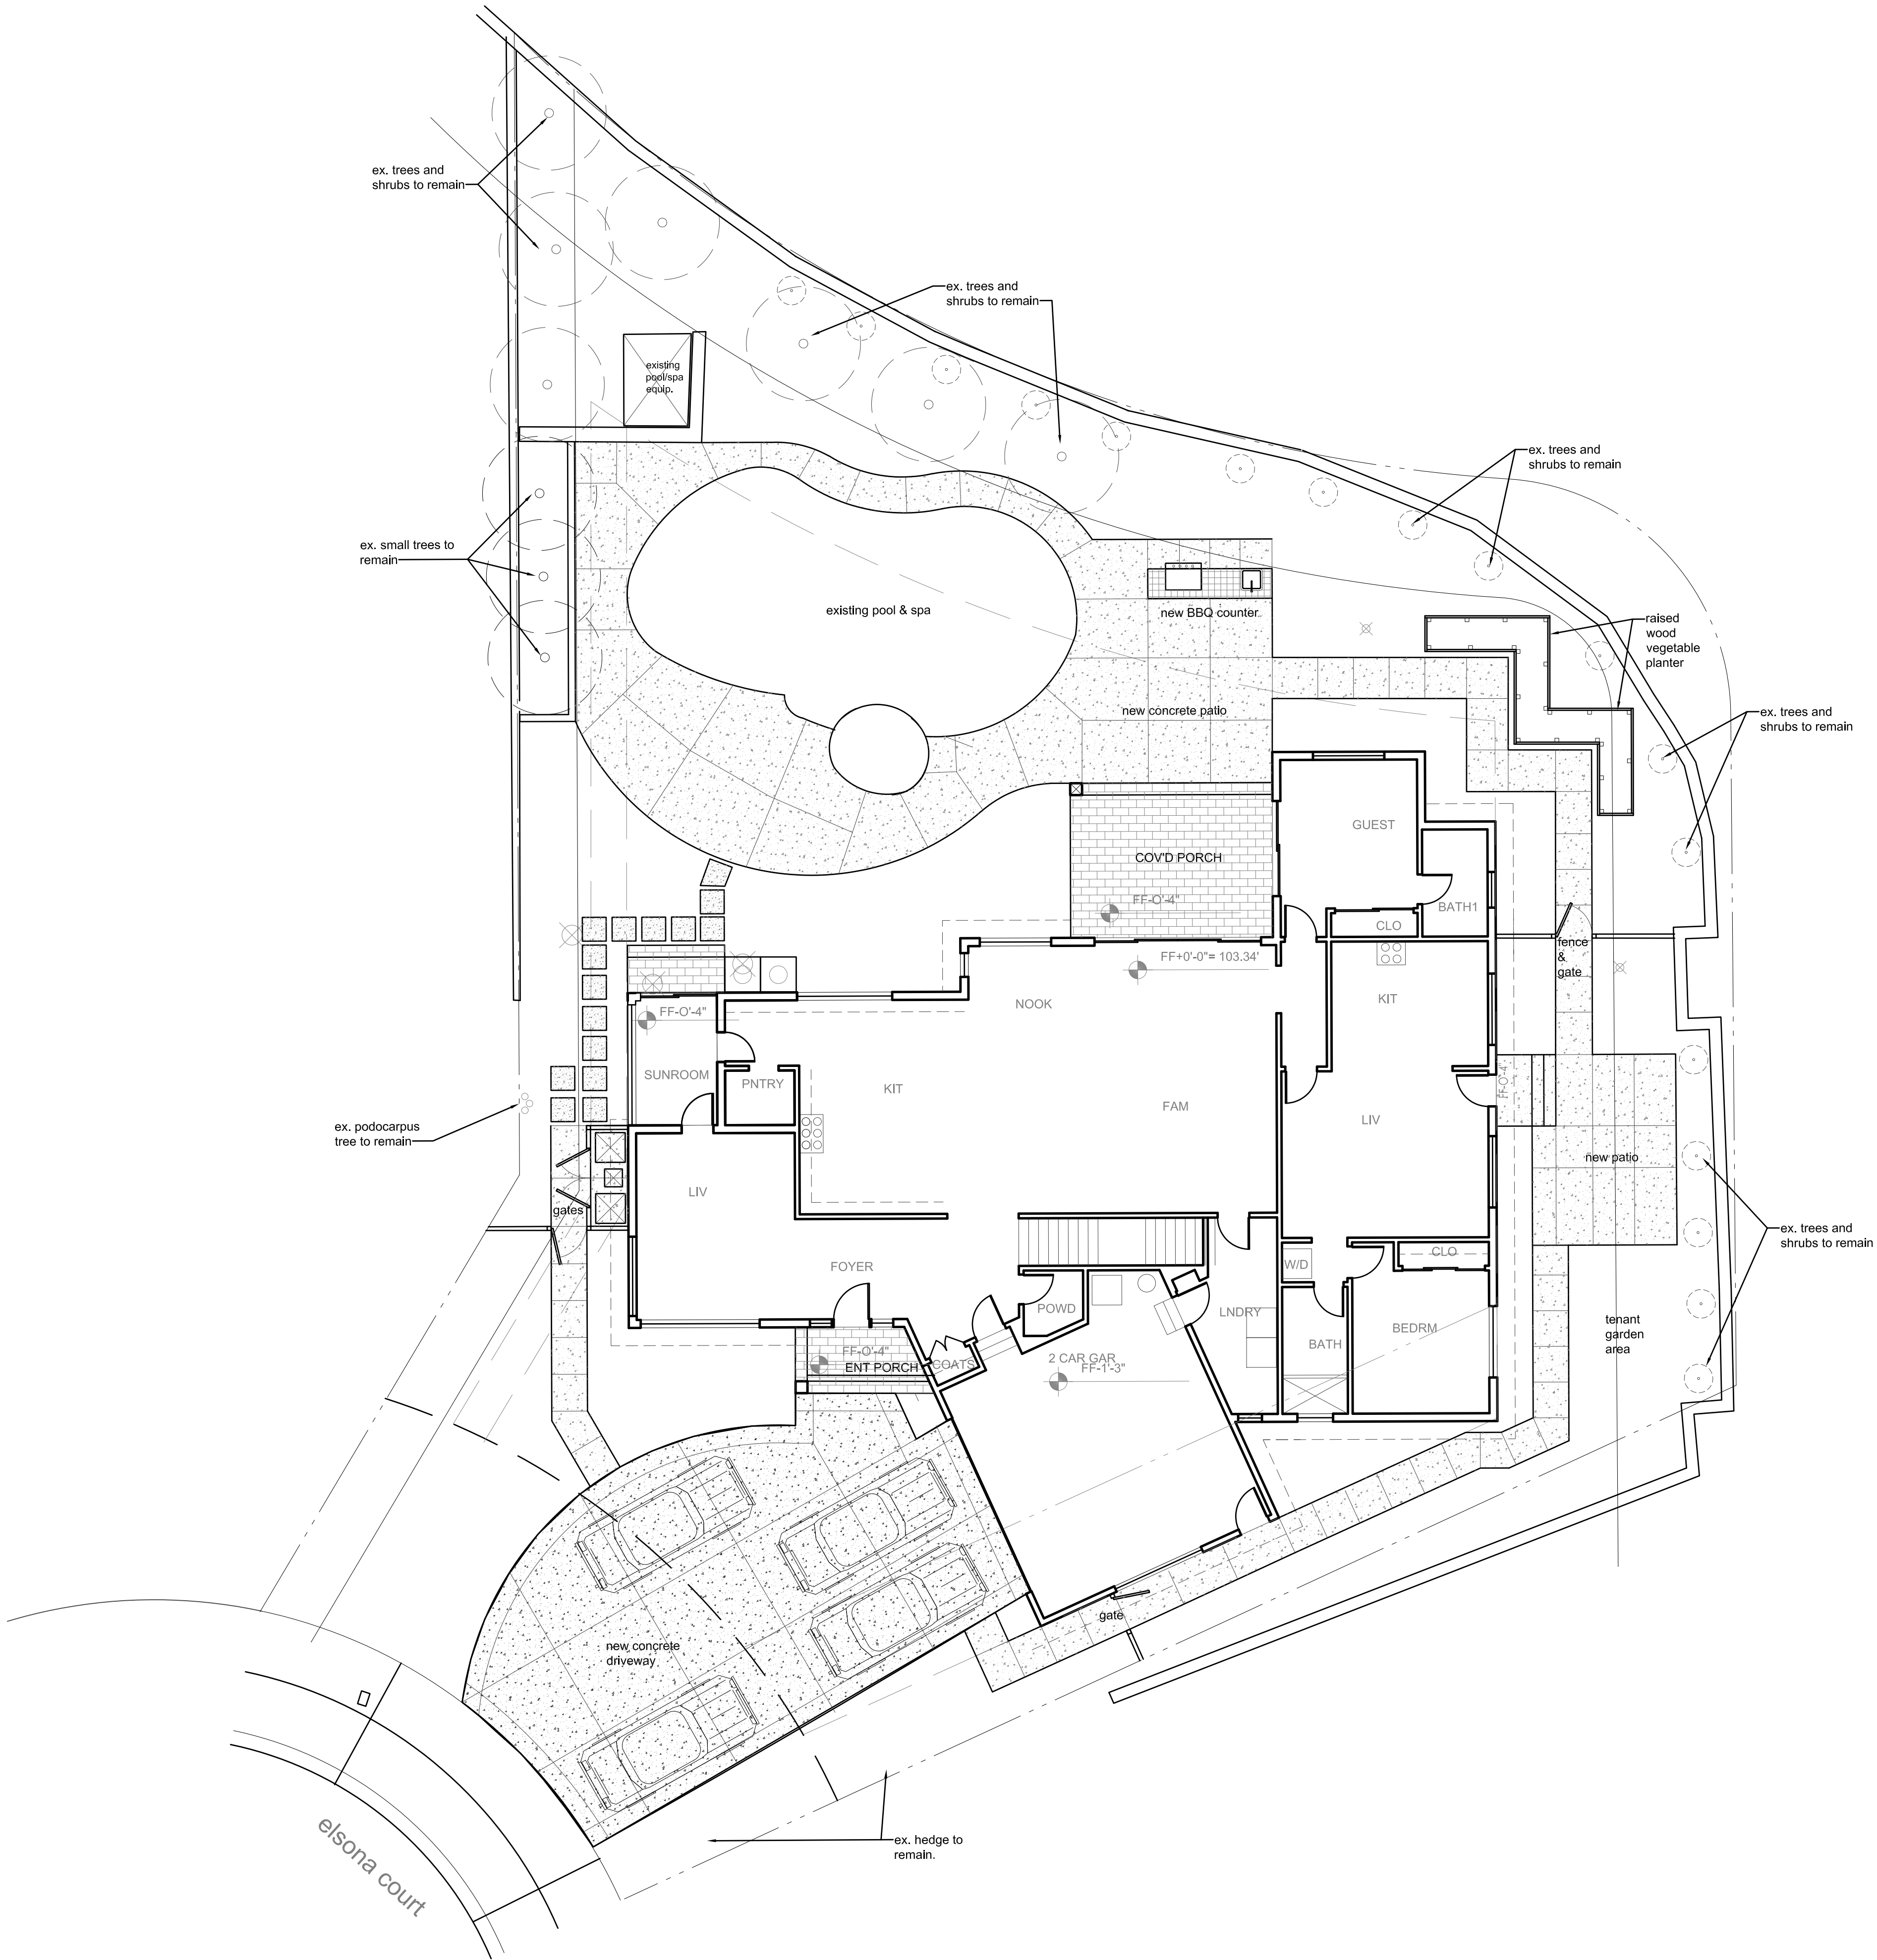 ex. trees and
shrubs to remain
ex. trees and
shrubs to remain
existing
pool/spa
equip.
ex. trees and
shrubs to remain
ex. small trees to
remain
existing pool & spa
new BBQ counter
raised
wood
vegetable
planter
new concrete patio
ex. trees and
shrubs to remain
GUEST
COV'D PORCH
FF-O'-4"
BATH1
CLO
fence
&
gate
FF+0'-0"= 103.34'
NOOK
KIT
FF-O'-4"
SUNROOM
PNTRY
KIT
FAM
FF-O'-4"
LIV
ex. podocarpus
tree to remain
new patio
LIV
gates
ex. trees and
shrubs to remain
FOYER
W/D
CLO
POWD
LNDRY
BEDRM
tenant
garden
area
BATH
FF-O'-4"
ENT PORCH
COATS
2 CAR GAR
FF-1'-3"
gate
new concrete
driveway
ex. hedge to
remain.
elsona court